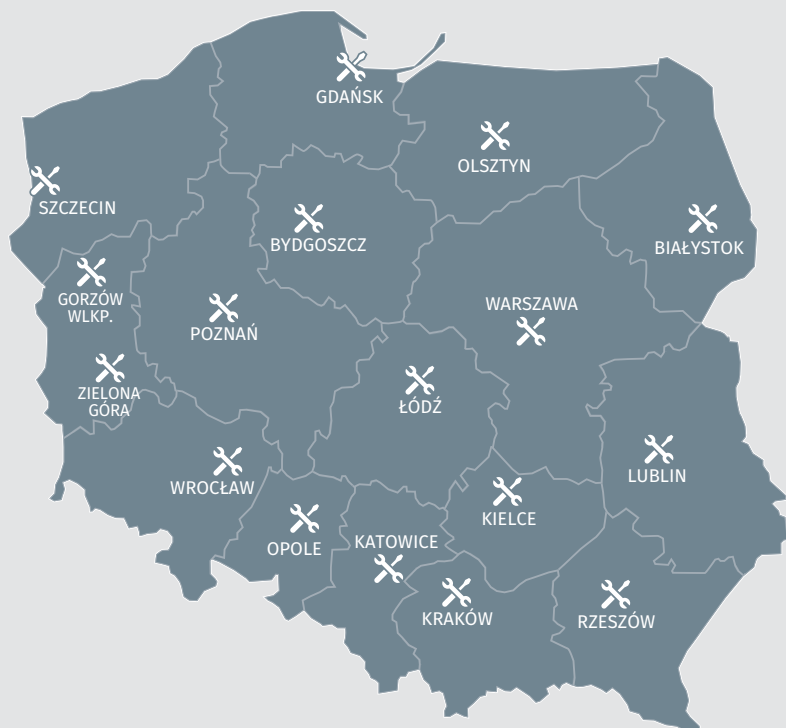 GDAŃSK
OLSZTYN
SZCZECIN
BYDGOSZCZ
BIAŁYSTOK
GORZÓW
WLKP.
WARSZAWA
POZNAŃ
ZIELONA
GÓRA
ŁÓDŹ
LUBLIN
WROCŁAW
KIELCE
OPOLE
KATOWICE
KRAKÓW
RZESZÓW